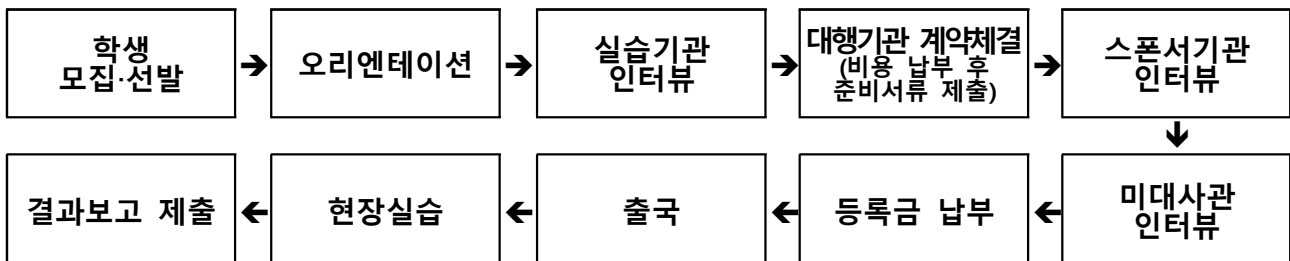 학생
모집·선발
➔
오리엔테이션
➔
실습기관
인터뷰
➔
대행기관 계약체결
(비용 납부 후
준비서류 제출)
➔
스폰서기관
인터뷰
🡻
미대사관
인터뷰
🡸
등록금 납부
🡸
출국
🡸
현장실습
🡸
결과보고 제출